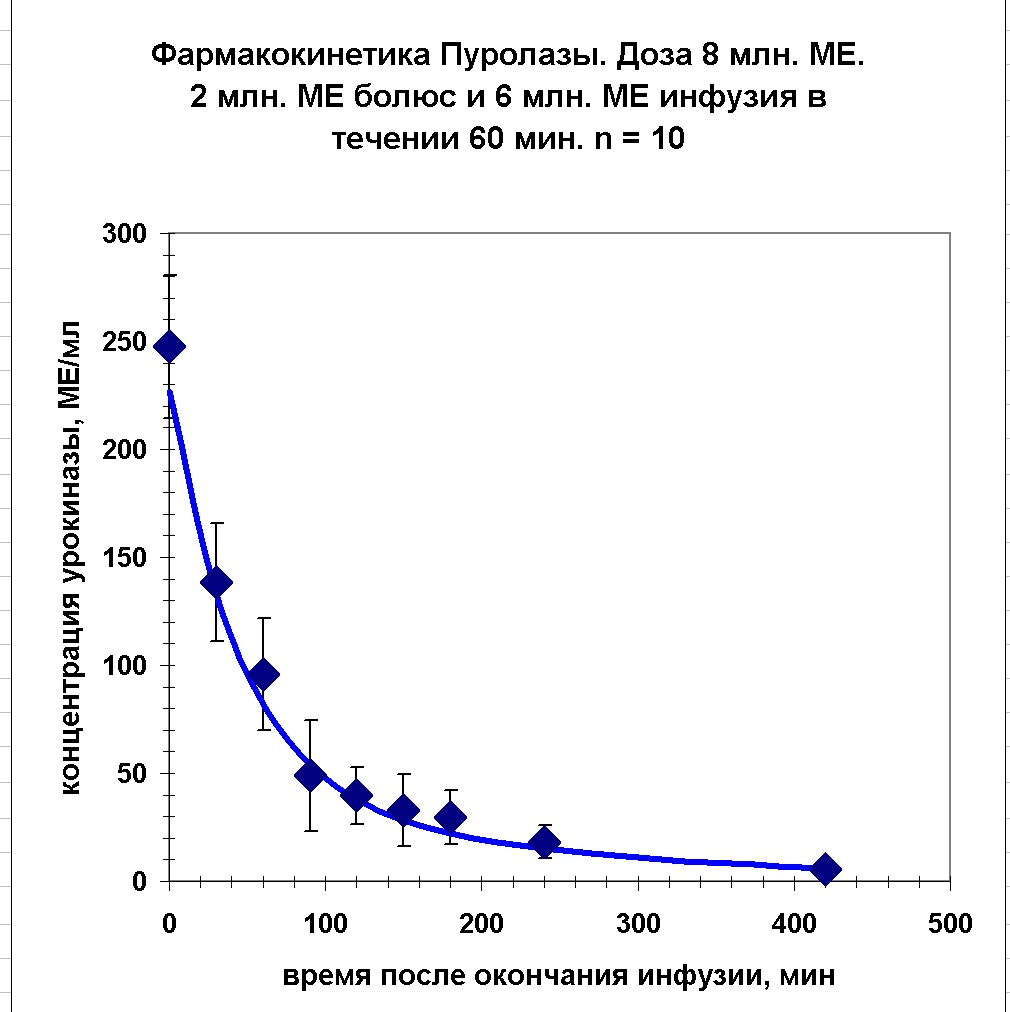 Фармакокинетика Пуролазы. Доза 8 млн. МЕ.
2 млн. МЕ болюс и 6 млн. МЕ инфузия в
течении 60 мин. n = 10
концентрация урокиназы, МЕ/мл
300
250
200
150
100
50
0
0 100 200 300 400 500
время после окончания инфузии, мин